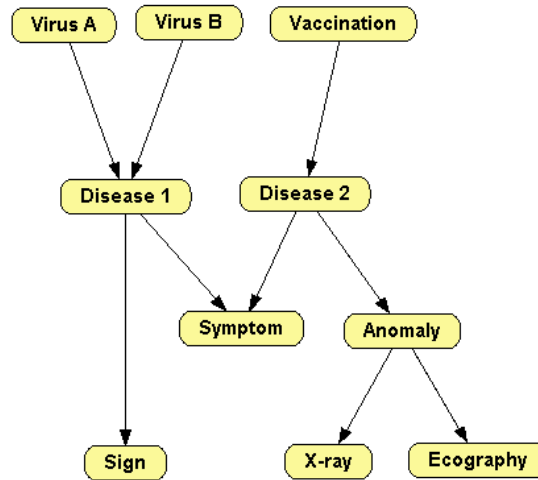 Virus A
Virus B
Vaccination
Disease 1
Disease 2
Symptom
Anomaly
Sign
X-ray
Ecography